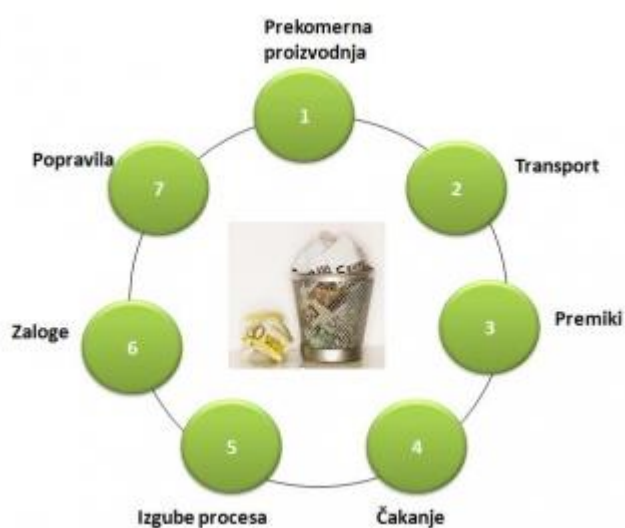 Prekomerna
proizvodnja
1
Transport
2
Premiki
3
Čakanje
4
Izgube procesa
5
Zaloge
6
Popravila
7